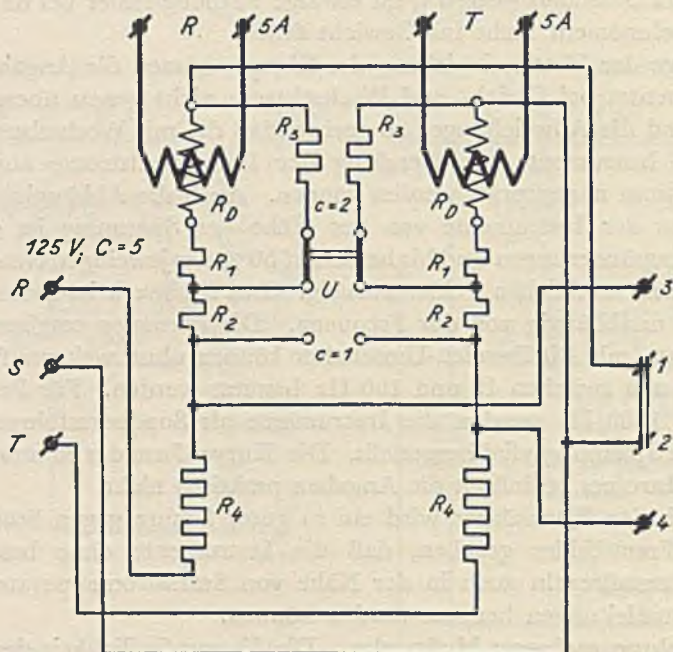 R 5A T 5A
R₃ R₃
R_D c=2 R_D
125 V; C=5 R₁ R₁
R U 3
R₂ R₂
c=1
S 1
T 2
R₄ R₄
4